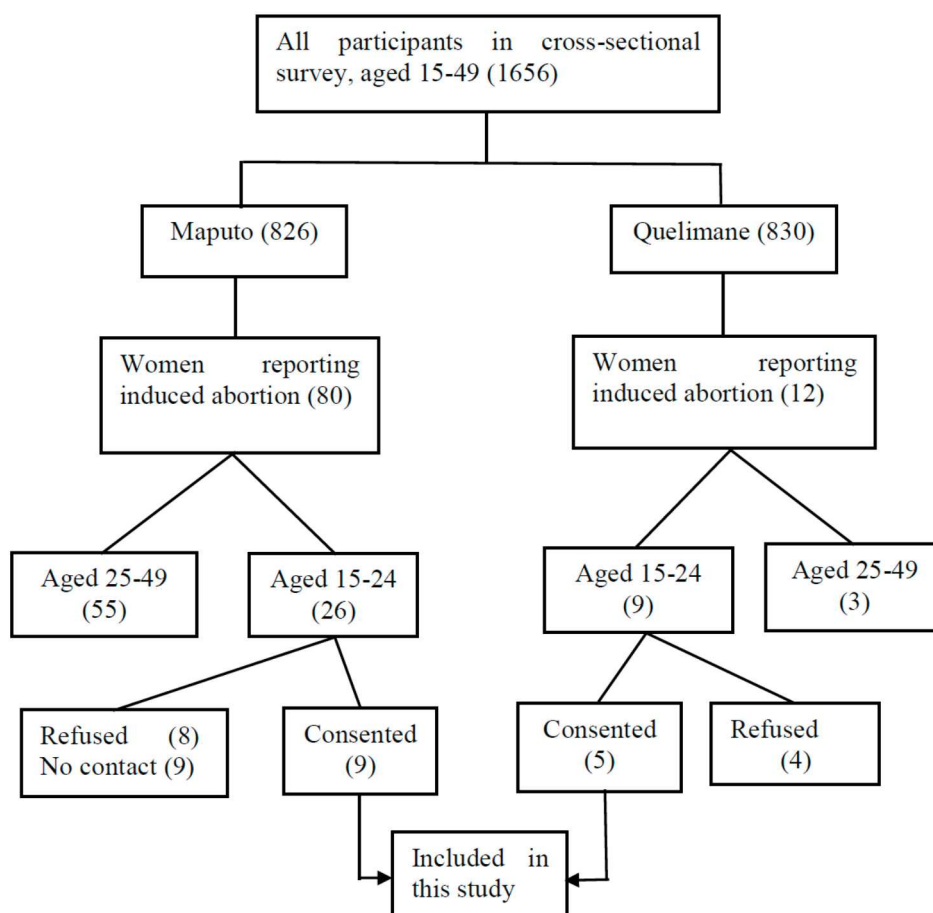 All participants in cross-sectional
survey, aged 15-49 (1656)
Maputo (826)
Quelimane (830)
Women reporting
induced abortion (80)
Women reporting
induced abortion (12)
Aged 25-49
(55)
Aged 15-24
(26)
Aged 15-24
(9)
Aged 25-49
(3)
Refused (8)
No contact (9)
Consented
(9)
Consented
(5)
Refused
(4)
Included in
this study